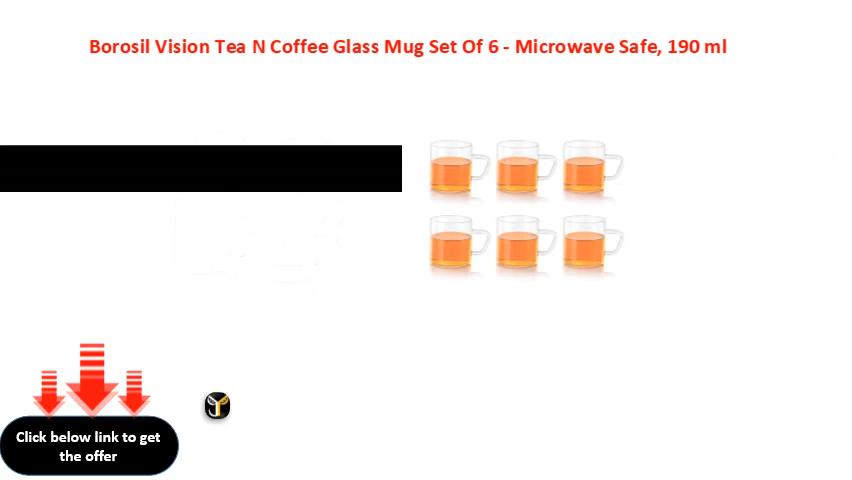 Borosil Vision Tea N Coffee Glass Mug Set Of 6 - Microwave Safe, 190 ml
Click below link to get
the offer